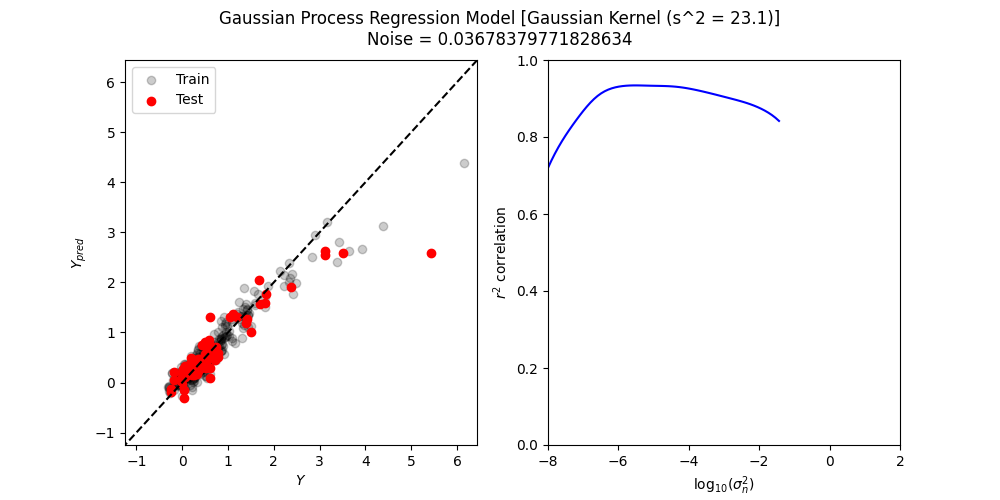 Gaussian Process Regression Model [Gaussian Kernel (s^2 = 23.1)]
Noise = 0.03678379771828634
Train
Test
6
5
4
3
2
1
0
−1
Y_pred
−1 0 1 2 3 4 5 6
Y
1.0
0.8
0.6
0.4
0.2
0.0
r² correlation
−8 −6 −4 −2 0 2
log₁₀(σ²ₙ)